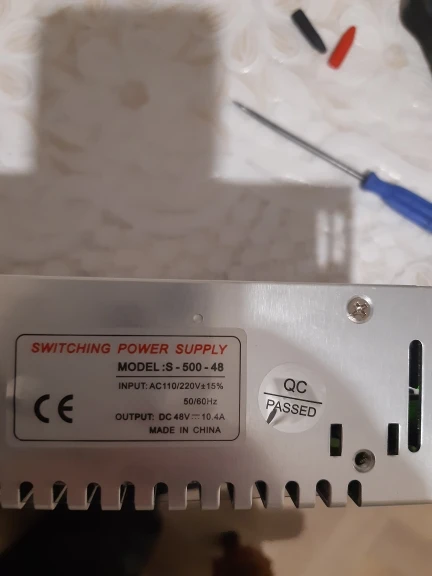 SWITCHING POWER SUPPLY
MODEL :S - 500 - 48
INPUT: AC110/220V±15%
50/60Hz
CE
OUTPUT: DC 48V⎓10.4A
MADE IN CHINA
QC
PASSED